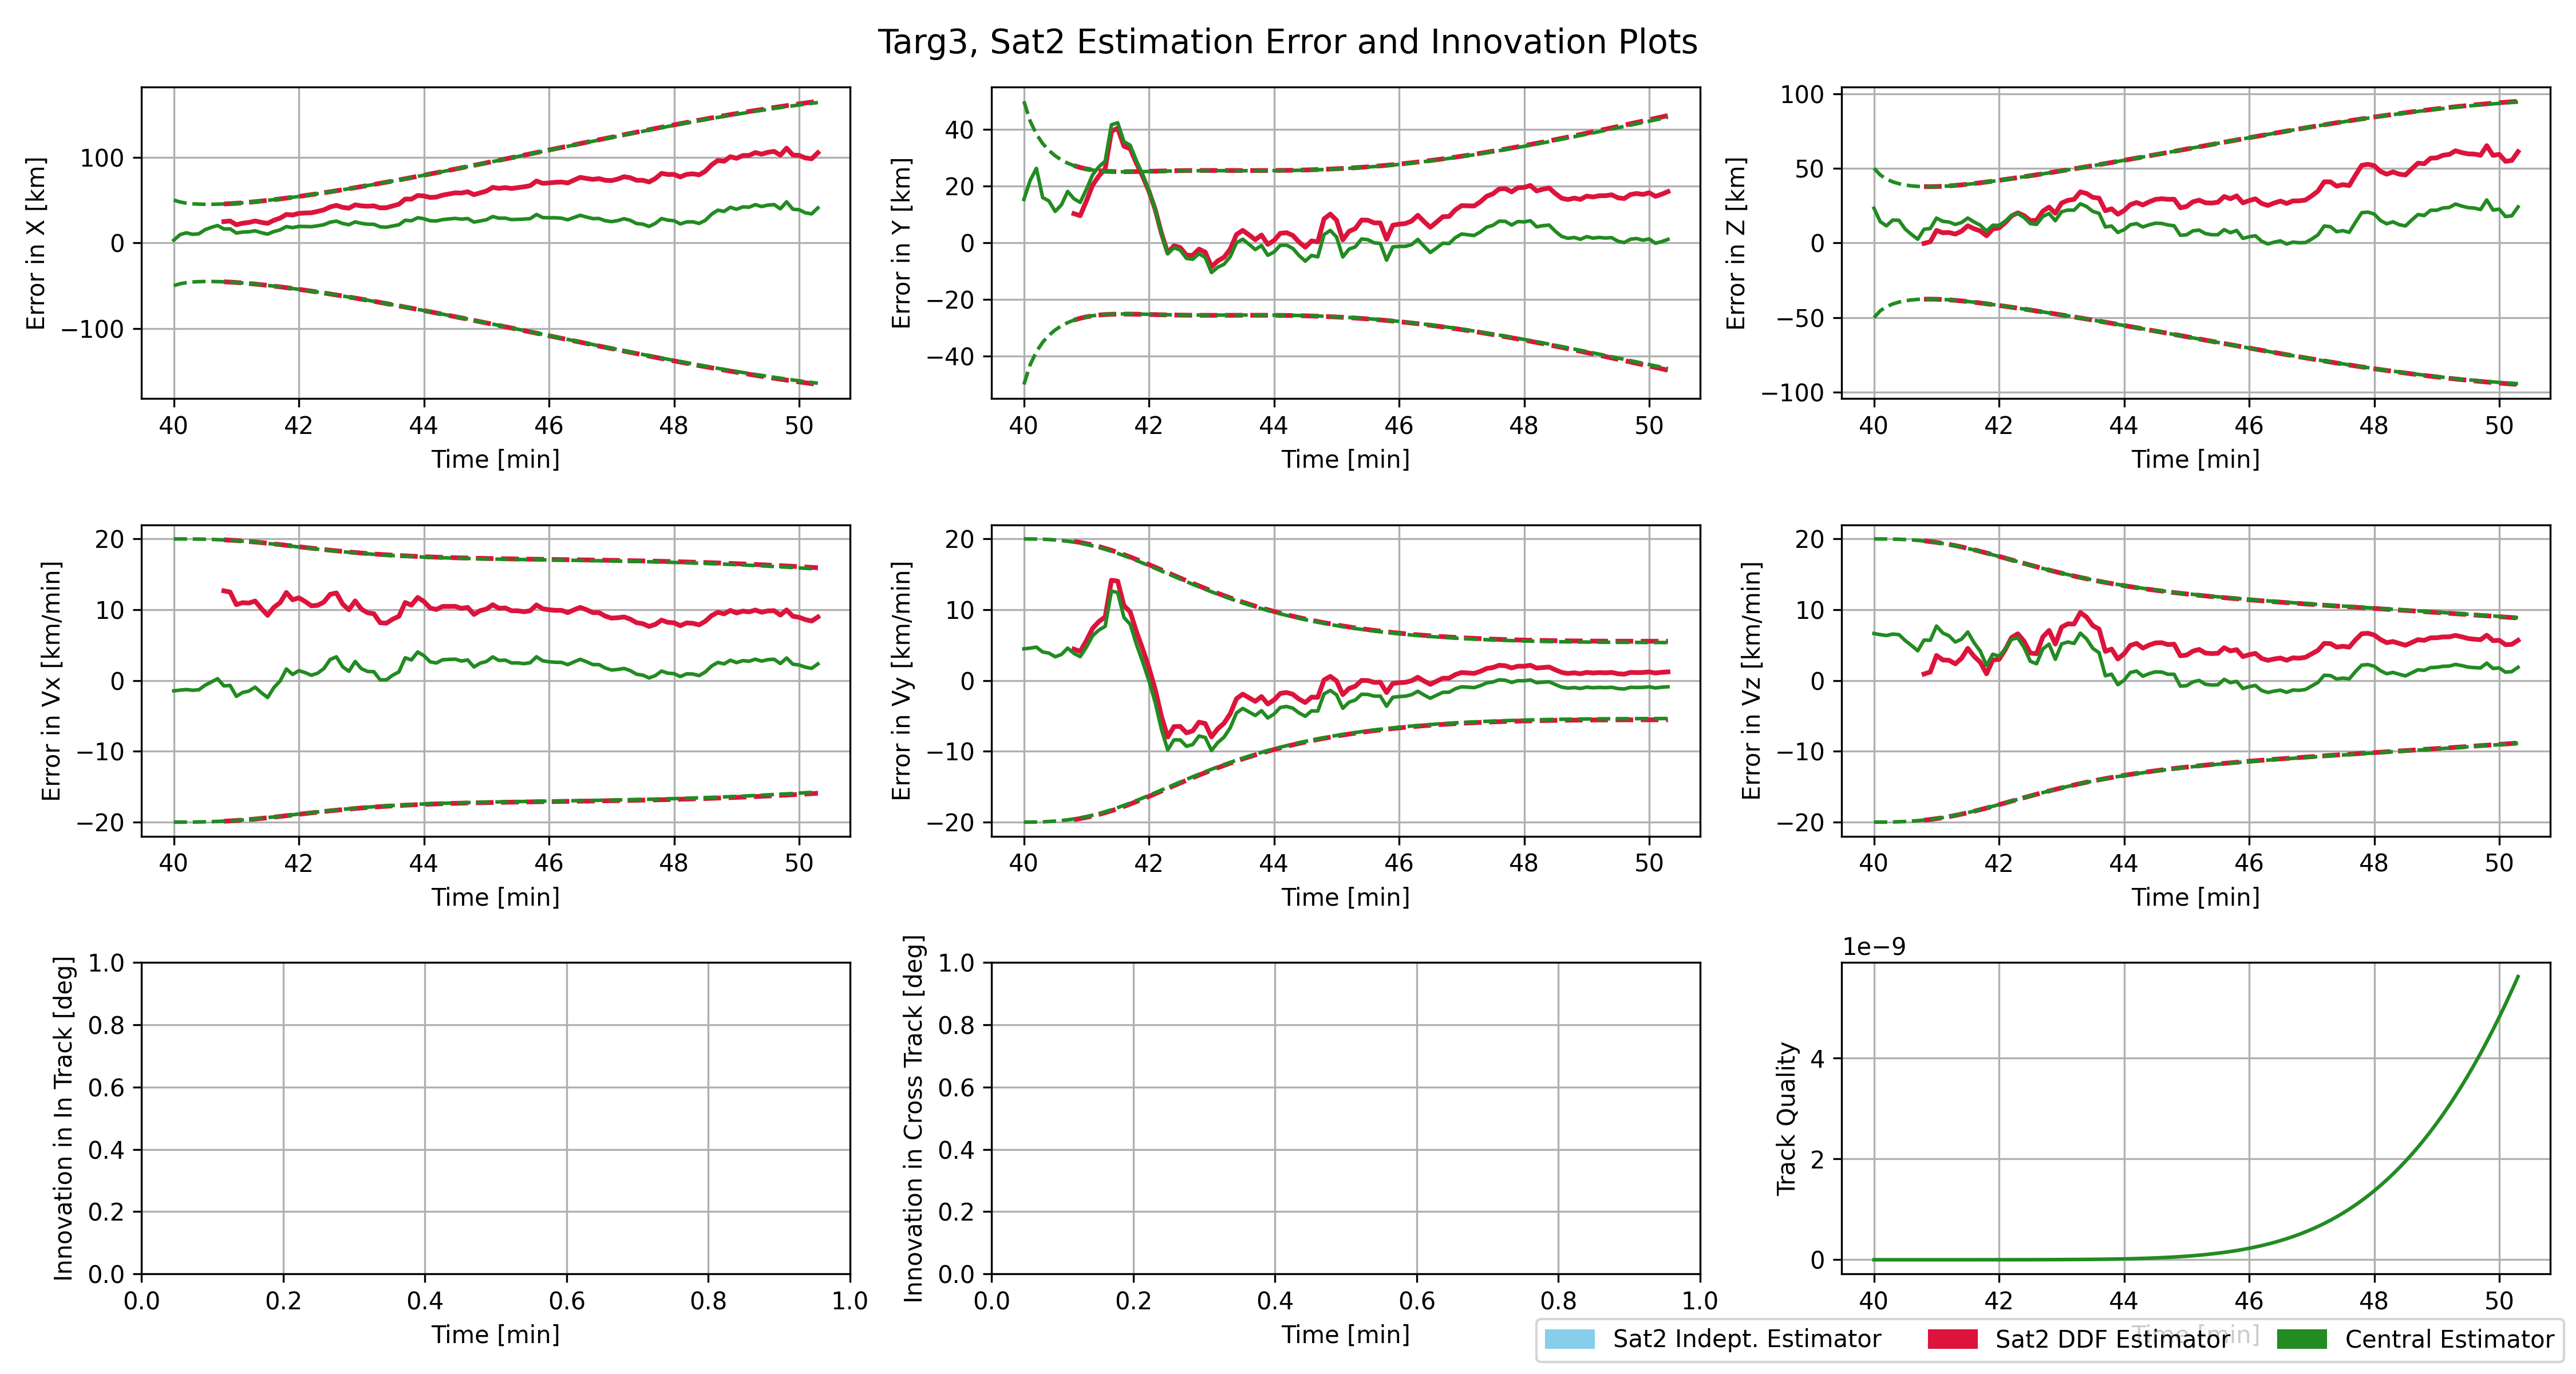 Targ3, Sat2 Estimation Error and Innovation Plots
Error in X [km]
100
0
−100
40 42 44 46 48 50
Time [min]
Error in Y [km]
40
20
0
−20
−40
40 42 44 46 48 50
Time [min]
Error in Z [km]
100
50
0
−50
−100
40 42 44 46 48 50
Time [min]
Error in Vx [km/min]
20
10
0
−10
−20
40 42 44 46 48 50
Time [min]
Error in Vy [km/min]
20
10
0
−10
−20
40 42 44 46 48 50
Time [min]
Error in Vz [km/min]
20
10
0
−10
−20
40 42 44 46 48 50
Time [min]
Innovation in In Track [deg]
1.0
0.8
0.6
0.4
0.2
0.0
0.0 0.2 0.4 0.6 0.8 1.0
Time [min]
Innovation in Cross Track [deg]
1.0
0.8
0.6
0.4
0.2
0.0
0.0 0.2 0.4 0.6 0.8 1.0
Time [min]
1e−9
Track Quality
4
2
0
40 42 44 46 48 50
Time [min]
Sat2 Indept. Estimator Sat2 DDF Estimator Central Estimator